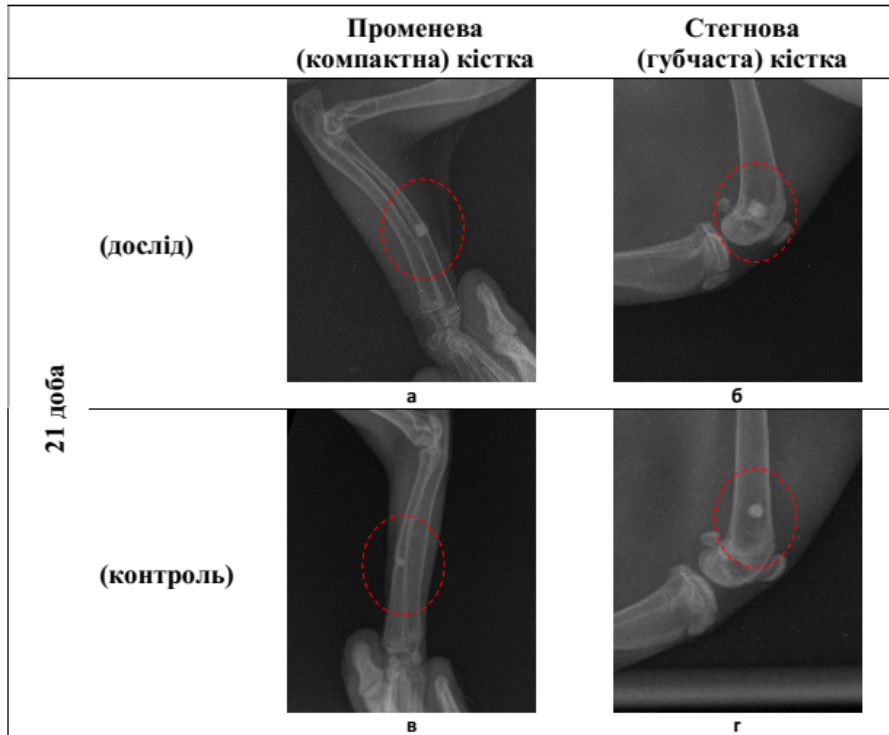 Променева
(компактна) кістка
Стегнова
(губчаста) кістка
21 доба
(дослід)
а
б
(контроль)
в
г